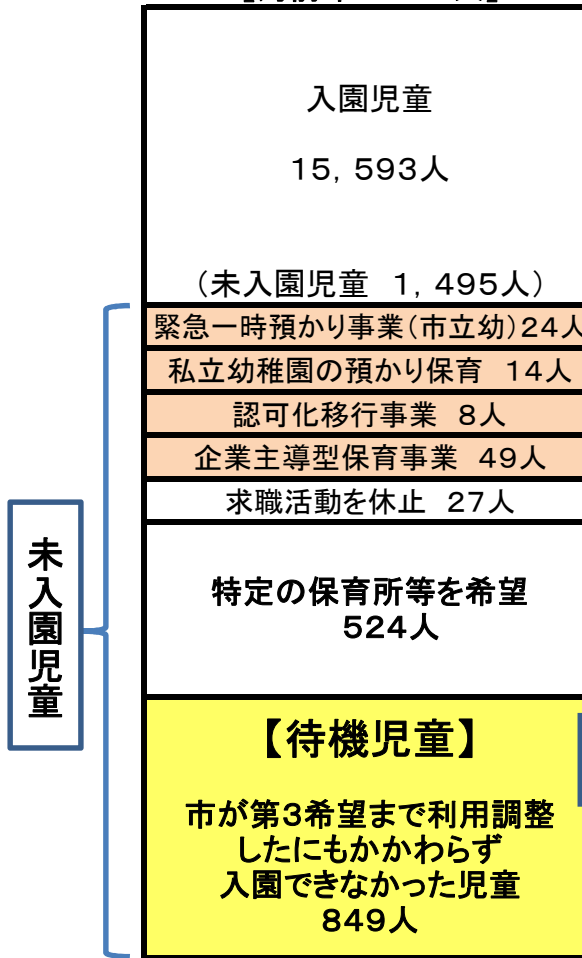 入園児童
15,593人
(未入園児童 1,495人)
緊急一時預かり事業(市立幼)24人
私立幼稚園の預かり保育 14人
認可化移行事業 8人
企業主導型保育事業 49人
求職活動を休止 27人
未入園児童
特定の保育所等を希望
524人
【待機児童】
市が第3希望まで利用調整
したにもかかわらず
入園できなかった児童
849人